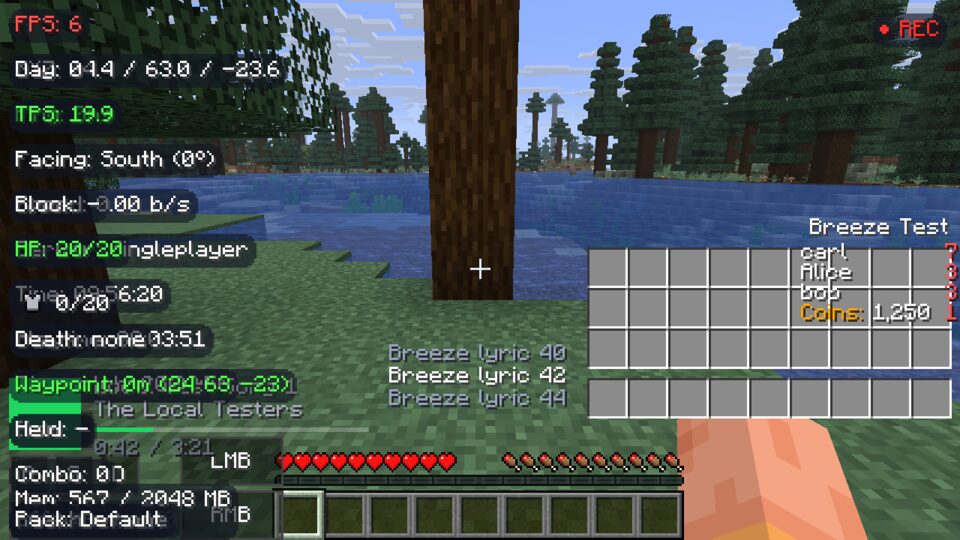 FPS: 6
REC
Day: 04.4 / 63.0 / -23.6
TPS: 19.9
Facing: South (0°)
Block: -0.00 b/s
Breeze Test
HP: 20/20 ingleplayer
carl 7
Alice 3
bob 3
Coins: 1,250 1
0/20 56:20
Death: none 03:51
Breeze lyric 40
Breeze lyric 42
Breeze lyric 44
Waypoint: 0m (24 63 -23)
The Local Testers
Held: -
0:42 / 3:21
LMB
Combo: 0
Mem: 567 / 2048 MB
Pack: Default
RMB